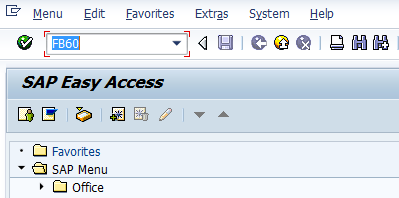 Menu Edit Favorites Extras System Help
FB60
SAP Easy Access
Favorites
SAP Menu
Office